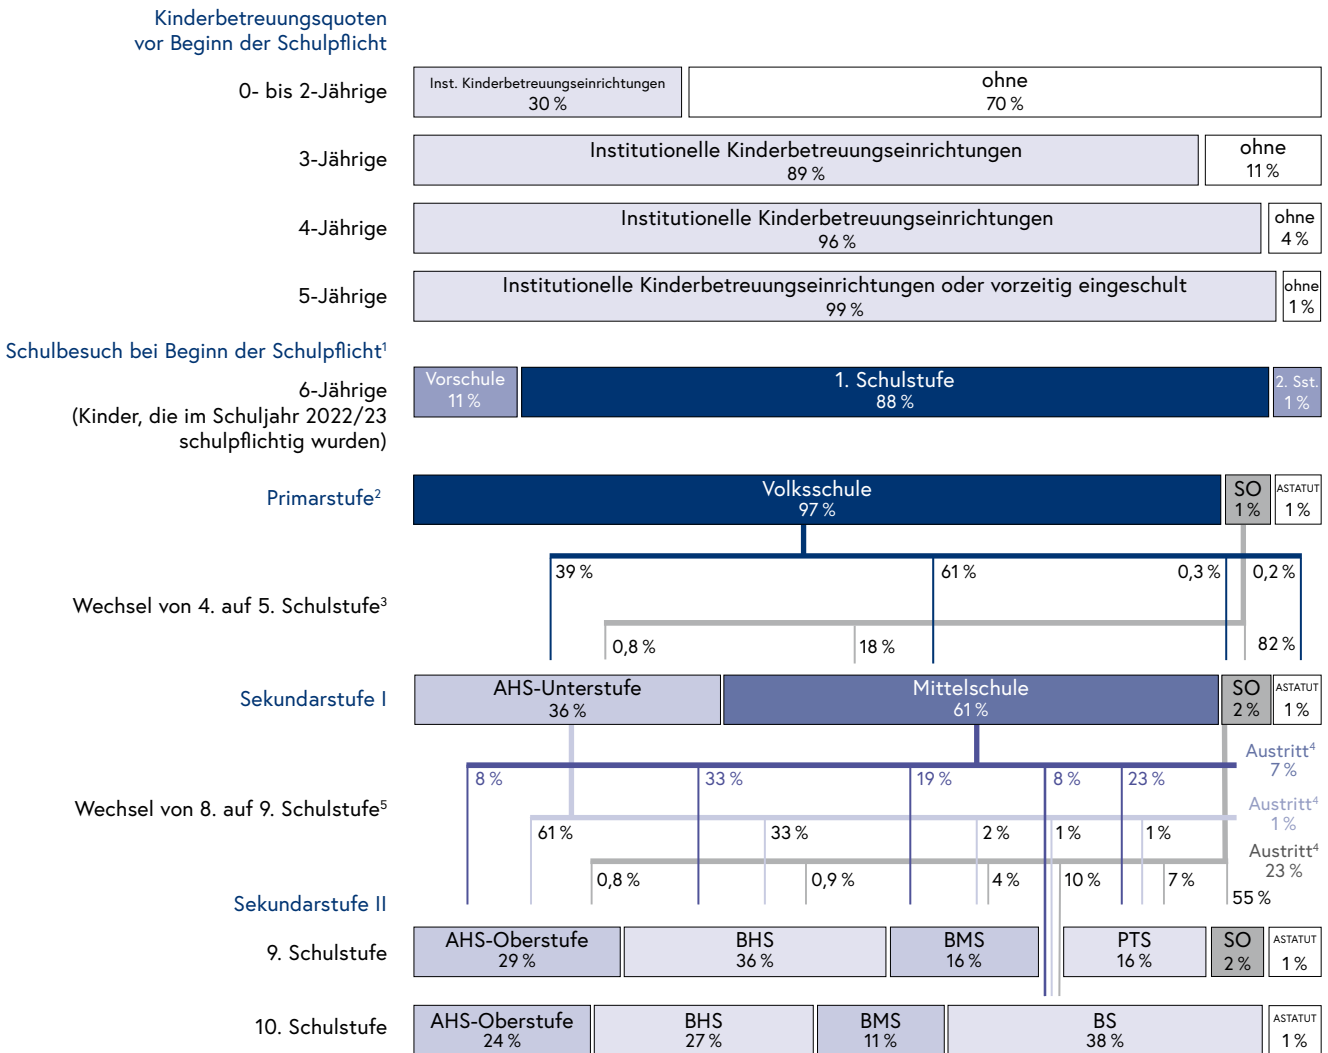 Kinderbetreuungsquoten
vor Beginn der Schulpflicht
0- bis 2-Jährige
Inst. Kinderbetreuungseinrichtungen
30 %
ohne
70 %
3-Jährige
Institutionelle Kinderbetreuungseinrichtungen
89 %
ohne
11 %
4-Jährige
Institutionelle Kinderbetreuungseinrichtungen
96 %
ohne
4 %
5-Jährige
Institutionelle Kinderbetreuungseinrichtungen oder vorzeitig eingeschult
99 %
ohne
1 %
Schulbesuch bei Beginn der Schulpflicht¹
6-Jährige
(Kinder, die im Schuljahr 2022/23
schulpflichtig wurden)
Vorschule
11 %
1. Schulstufe
88 %
2. Sst.
1 %
Primarstufe²
Volksschule
97 %
SO
1 %
ASTATUT
1 %
Wechsel von 4. auf 5. Schulstufe³
39 %
61 %
0,3 %
0,2 %
0,8 %
18 %
82 %
Sekundarstufe I
AHS-Unterstufe
36 %
Mittelschule
61 %
SO
2 %
ASTATUT
1 %
Wechsel von 8. auf 9. Schulstufe⁵
8 %
33 %
19 %
8 %
23 %
Austritt⁴
7 %
61 %
33 %
2 %
1 %
1 %
Austritt⁴
1 %
0,8 %
0,9 %
4 %
10 %
7 %
55 %
Austritt⁴
23 %
Sekundarstufe II
9. Schulstufe
AHS-Oberstufe
29 %
BHS
36 %
BMS
16 %
PTS
16 %
SO
2 %
ASTATUT
1 %
10. Schulstufe
AHS-Oberstufe
24 %
BHS
27 %
BMS
11 %
BS
38 %
ASTATUT
1 %